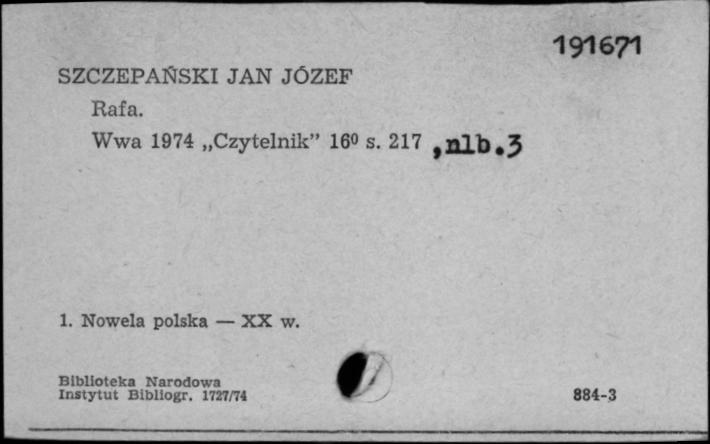 191671
SZCZEPAŃSKI JAN JÓZEF
Rafa.
Wwa 1974 „Czytelnik” 16⁰ s. 217 ,nlb.3
1. Nowela polska — XX w.
Biblioteka Narodowa
Instytut Bibliogr. 1727/74
884-3